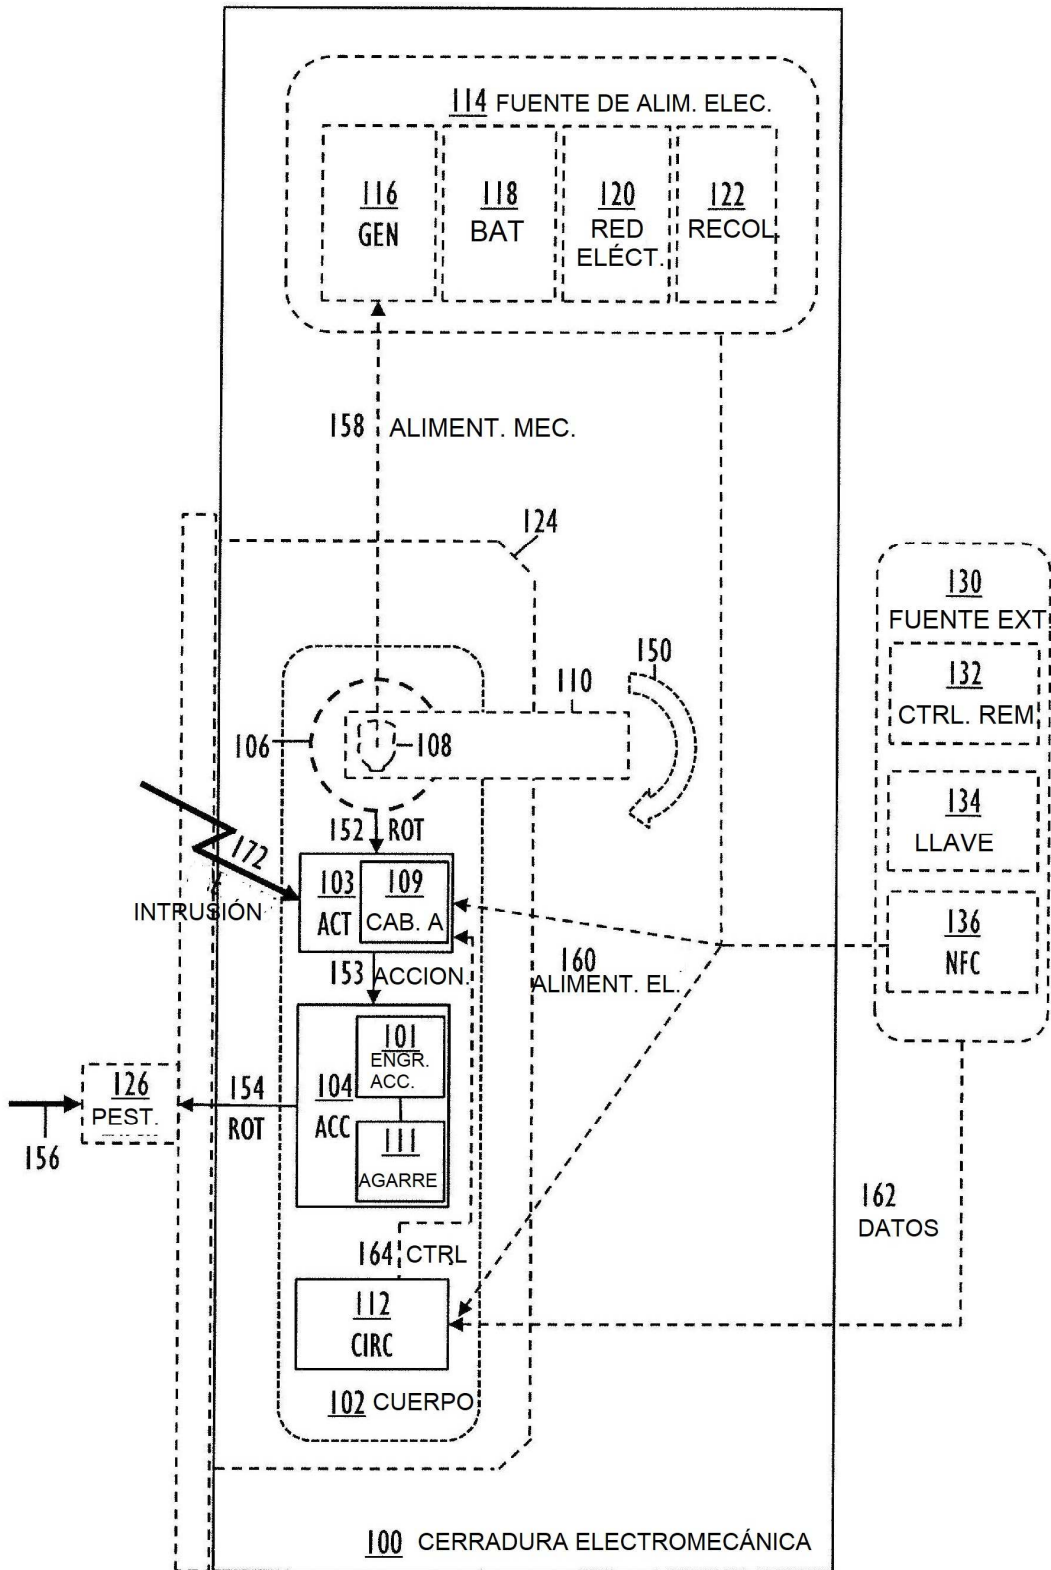 114 FUENTE DE ALIM. ELEC.
116
GEN
118
BAT
120
RED
ELÉCT.
122
RECOL.
158 ALIMENT. MEC.
124
130
FUENTE EXT.
132
CTRL. REM
134
LLAVE
136
NFC
150
110
106
108
152 ROT
172
INTRUSIÓN
103
ACT
109
CAB. A
153 ACCION.
160
ALIMENT. EL.
101
ENGR.
ACC.
104
ACC
111
AGARRE
126
PEST.
154
ROT
156
162
DATOS
164 CTRL
112
CIRC
102 CUERPO
100 CERRADURA ELECTROMECÁNICA